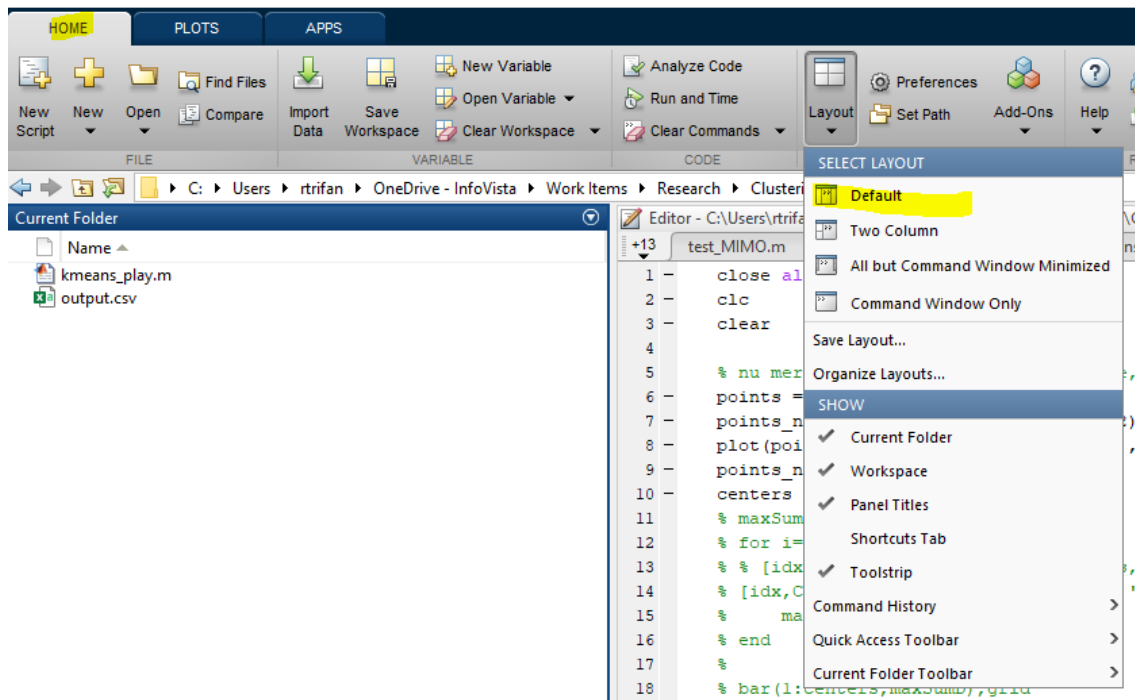 HOME PLOTS APPS
New Script
New
Open
Find Files
Compare
Import Data
Save Workspace
New Variable
Open Variable
Clear Workspace
Analyze Code
Run and Time
Clear Commands
Layout
Preferences
Set Path
Add-Ons
Help
FILE VARIABLE CODE
C: Users rtrifan OneDrive - InfoVista Work Items Research Clusteri
Current Folder
Name
kmeans_play.m
output.csv
Editor - C:\Users\rtrifa
+13 test_MIMO.m
1 - close al
2 - clc
3 - clear
4
5 % nu mer
6 - points =
7 - points_n
8 - plot(poi
9 - points_n
10 - centers
11 % maxSum
12 % for i=
13 % % [idx
14 % [idx,C
15 % ma
16 % end
17 %
18 % bar(1:centers,maxSumD),grid
SELECT LAYOUT
Default
Two Column
All but Command Window Minimized
Command Window Only
Save Layout...
Organize Layouts...
SHOW
Current Folder
Workspace
Panel Titles
Shortcuts Tab
Toolstrip
Command History
Quick Access Toolbar
Current Folder Toolbar